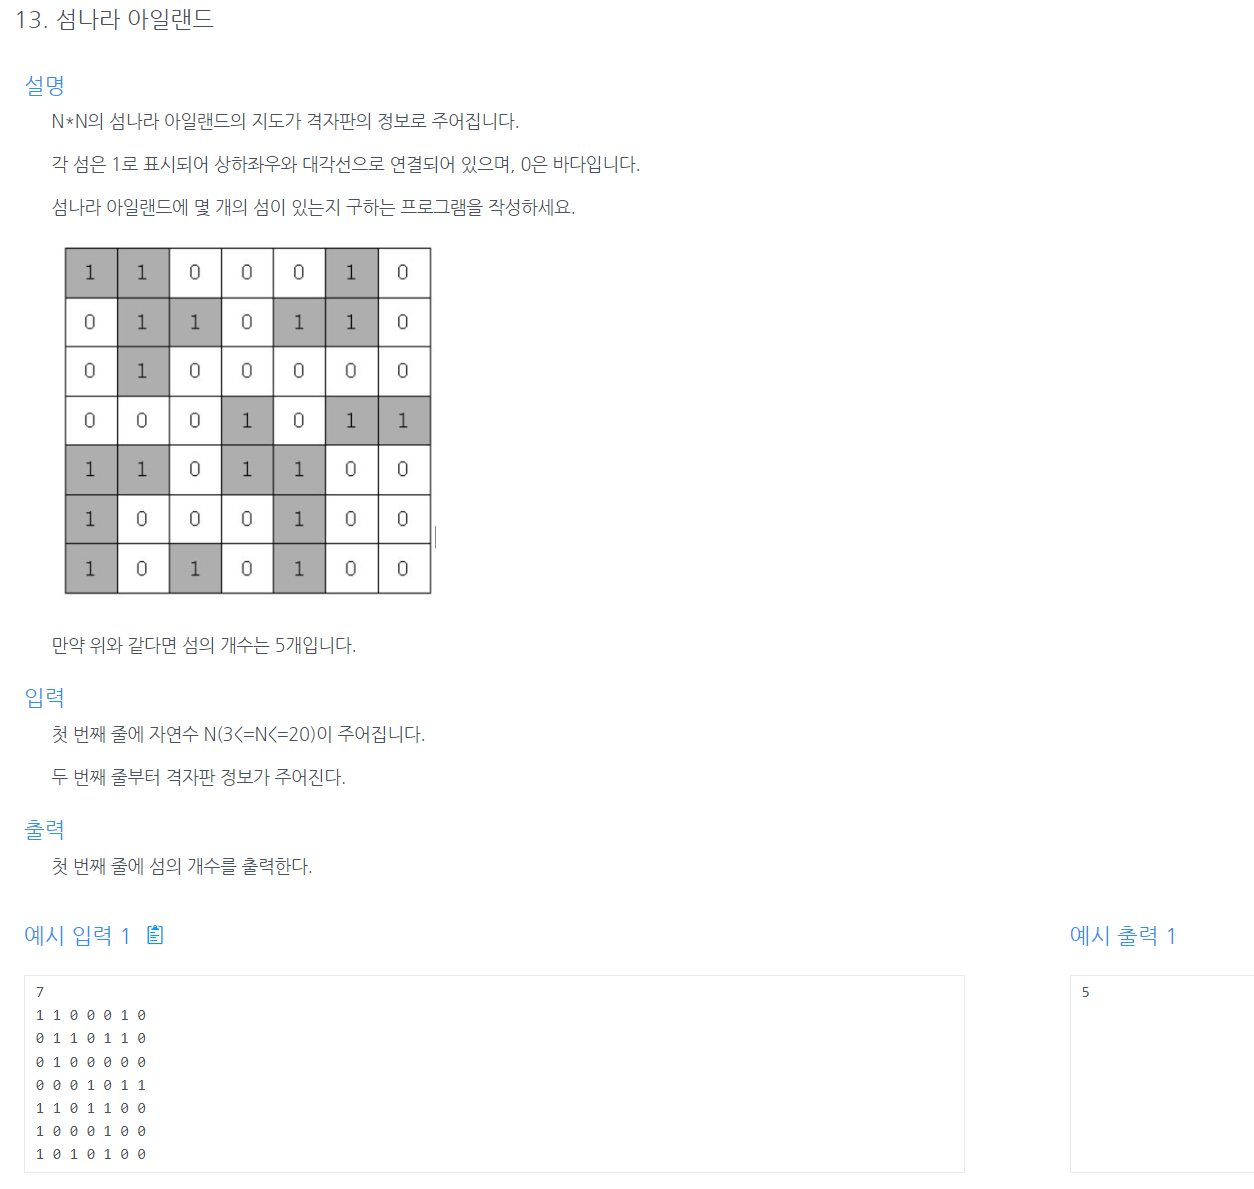 13. 섬나라 아일랜드
설명
N*N의 섬나라 아일랜드의 지도가 격자판의 정보로 주어집니다.
각 섬은 1로 표시되어 상하좌우와 대각선으로 연결되어 있으며, 0은 바다입니다.
섬나라 아일랜드에 몇 개의 섬이 있는지 구하는 프로그램을 작성하세요.
1 1 0 0 0 1 0
0 1 1 0 1 1 0
0 1 0 0 0 0 0
0 0 0 1 0 1 1
1 1 0 1 1 0 0
1 0 0 0 1 0 0
1 0 1 0 1 0 0
만약 위와 같다면 섬의 개수는 5개입니다.
입력
첫 번째 줄에 자연수 N(3<=N<=20)이 주어집니다.
두 번째 줄부터 격자판 정보가 주어진다.
출력
첫 번째 줄에 섬의 개수를 출력한다.
예시 입력 1
7
1 1 0 0 0 1 0
0 1 1 0 1 1 0
0 1 0 0 0 0 0
0 0 0 1 0 1 1
1 1 0 1 1 0 0
1 0 0 0 1 0 0
1 0 1 0 1 0 0
예시 출력 1
5